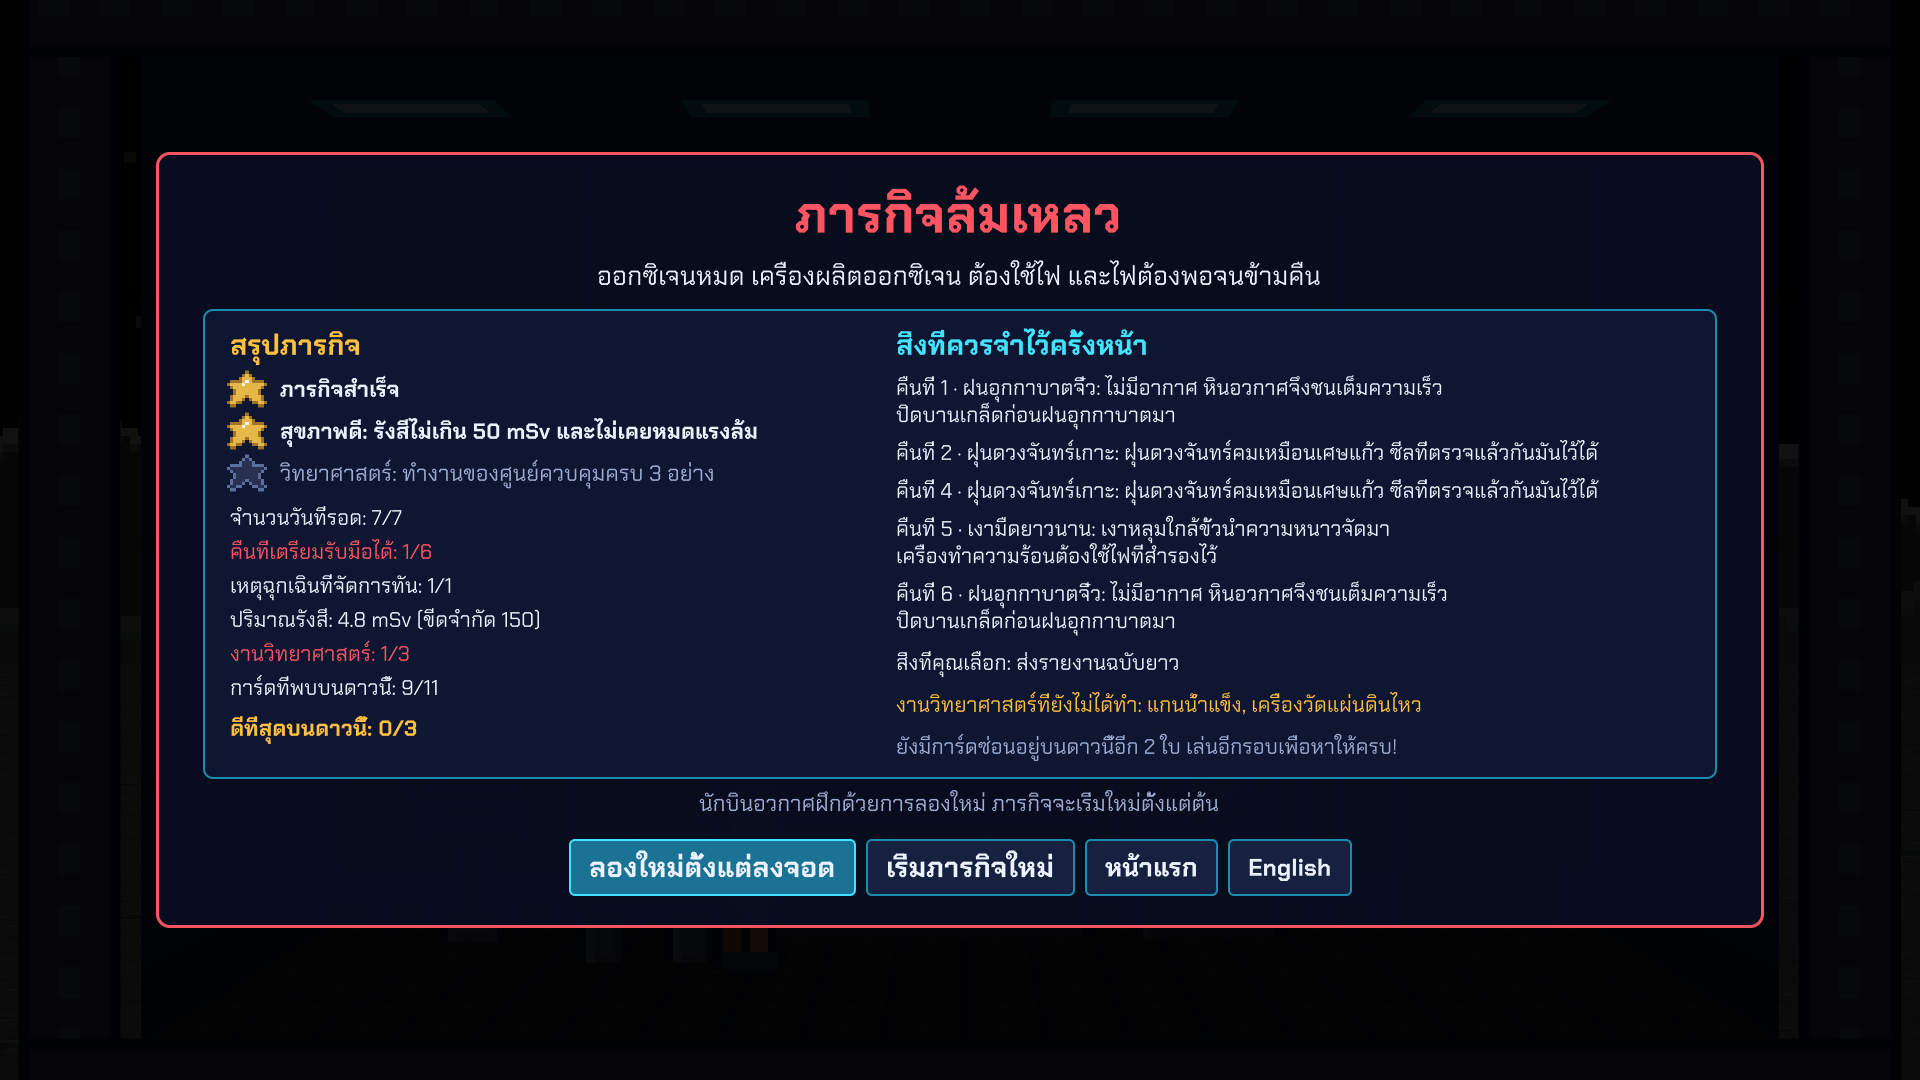 ภารกิจล้มเหลว
ออกซิเจนหมด เครื่องผลิตออกซิเจน ต้องใช้ไฟ และไฟต้องพอจนข้ามคืน
สรุปภารกิจ
ภารกิจสำเร็จ
สุขภาพดี: รังสีไม่เกิน 50 mSv และไม่เคยหมดแรงล้ม
วิทยาศาสตร์: ทำงานของศูนย์ควบคุมครบ 3 อย่าง
จำนวนวันที่รอด: 7/7
คืนที่เตรียมรับมือได้: 1/6
เหตุฉุกเฉินที่จัดการทัน: 1/1
ปริมาณรังสี: 4.8 mSv (ขีดจำกัด 150)
งานวิทยาศาสตร์: 1/3
การ์ดที่พบบนดาวนี้: 9/11
ดีที่สุดบนดาวนี้: 0/3
สิ่งที่ควรจำไว้ครั้งหน้า
คืนที่ 1 · ฝนอุกกาบาตจิ๋ว: ไม่มีอากาศ หินอวกาศจึงชนเต็มความเร็ว
ปิดบานเกล็ดก่อนฝนอุกกาบาตมา
คืนที่ 2 · ฝุ่นดวงจันทร์เกาะ: ฝุ่นดวงจันทร์คมเหมือนเศษแก้ว ซีลที่ตรวจแล้วกันมันไว้ได้
คืนที่ 4 · ฝุ่นดวงจันทร์เกาะ: ฝุ่นดวงจันทร์คมเหมือนเศษแก้ว ซีลที่ตรวจแล้วกันมันไว้ได้
คืนที่ 5 · เงามืดยาวนาน: เงาหลุมใกล้ขั้วนำความหนาวจัดมา
เครื่องทำความร้อนต้องใช้ไฟที่สำรองไว้
คืนที่ 6 · ฝนอุกกาบาตจิ๋ว: ไม่มีอากาศ หินอวกาศจึงชนเต็มความเร็ว
ปิดบานเกล็ดก่อนฝนอุกกาบาตมา
สิ่งที่คุณเลือก: ส่งรายงานฉบับยาว
งานวิทยาศาสตร์ที่ยังไม่ได้ทำ: แกนน้ำแข็ง, เครื่องวัดแผ่นดินไหว
ยังมีการ์ดซ่อนอยู่บนดาวนี้อีก 2 ใบ เล่นอีกรอบเพื่อหาให้ครบ!
นักบินอวกาศฝึกด้วยการลองใหม่ ภารกิจจะเริ่มใหม่ตั้งแต่ต้น
ลองใหม่ตั้งแต่ลงจอด
เริ่มภารกิจใหม่
หน้าแรก
English